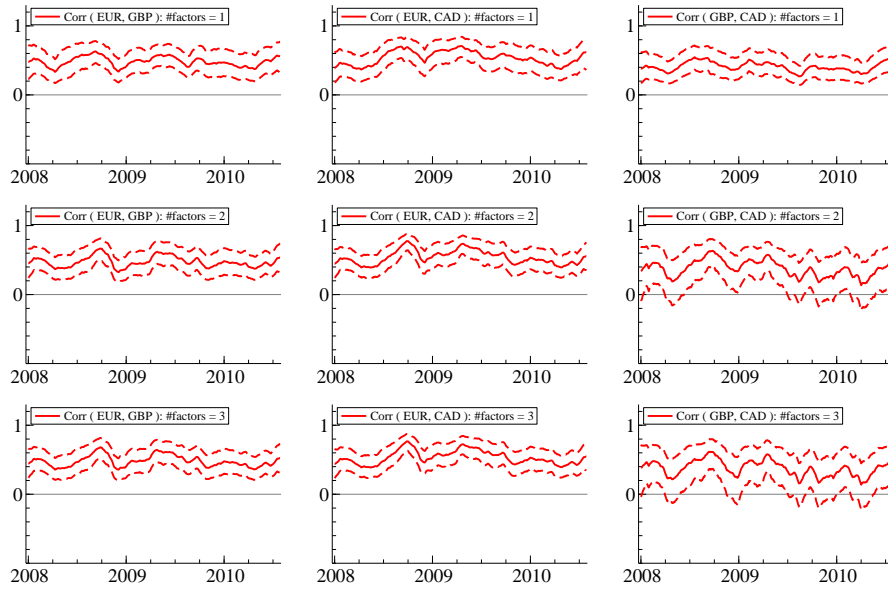 1
Corr ( EUR, GBP ): #factors = 1
0
2008 2009 2010
1
Corr ( EUR, CAD ): #factors = 1
0
2008 2009 2010
1
Corr ( GBP, CAD ): #factors = 1
0
2008 2009 2010
1
Corr ( EUR, GBP ): #factors = 2
0
2008 2009 2010
1
Corr ( EUR, CAD ): #factors = 2
0
2008 2009 2010
1
Corr ( GBP, CAD ): #factors = 2
0
2008 2009 2010
1
Corr ( EUR, GBP ): #factors = 3
0
2008 2009 2010
1
Corr ( EUR, CAD ): #factors = 3
0
2008 2009 2010
1
Corr ( GBP, CAD ): #factors = 3
0
2008 2009 2010